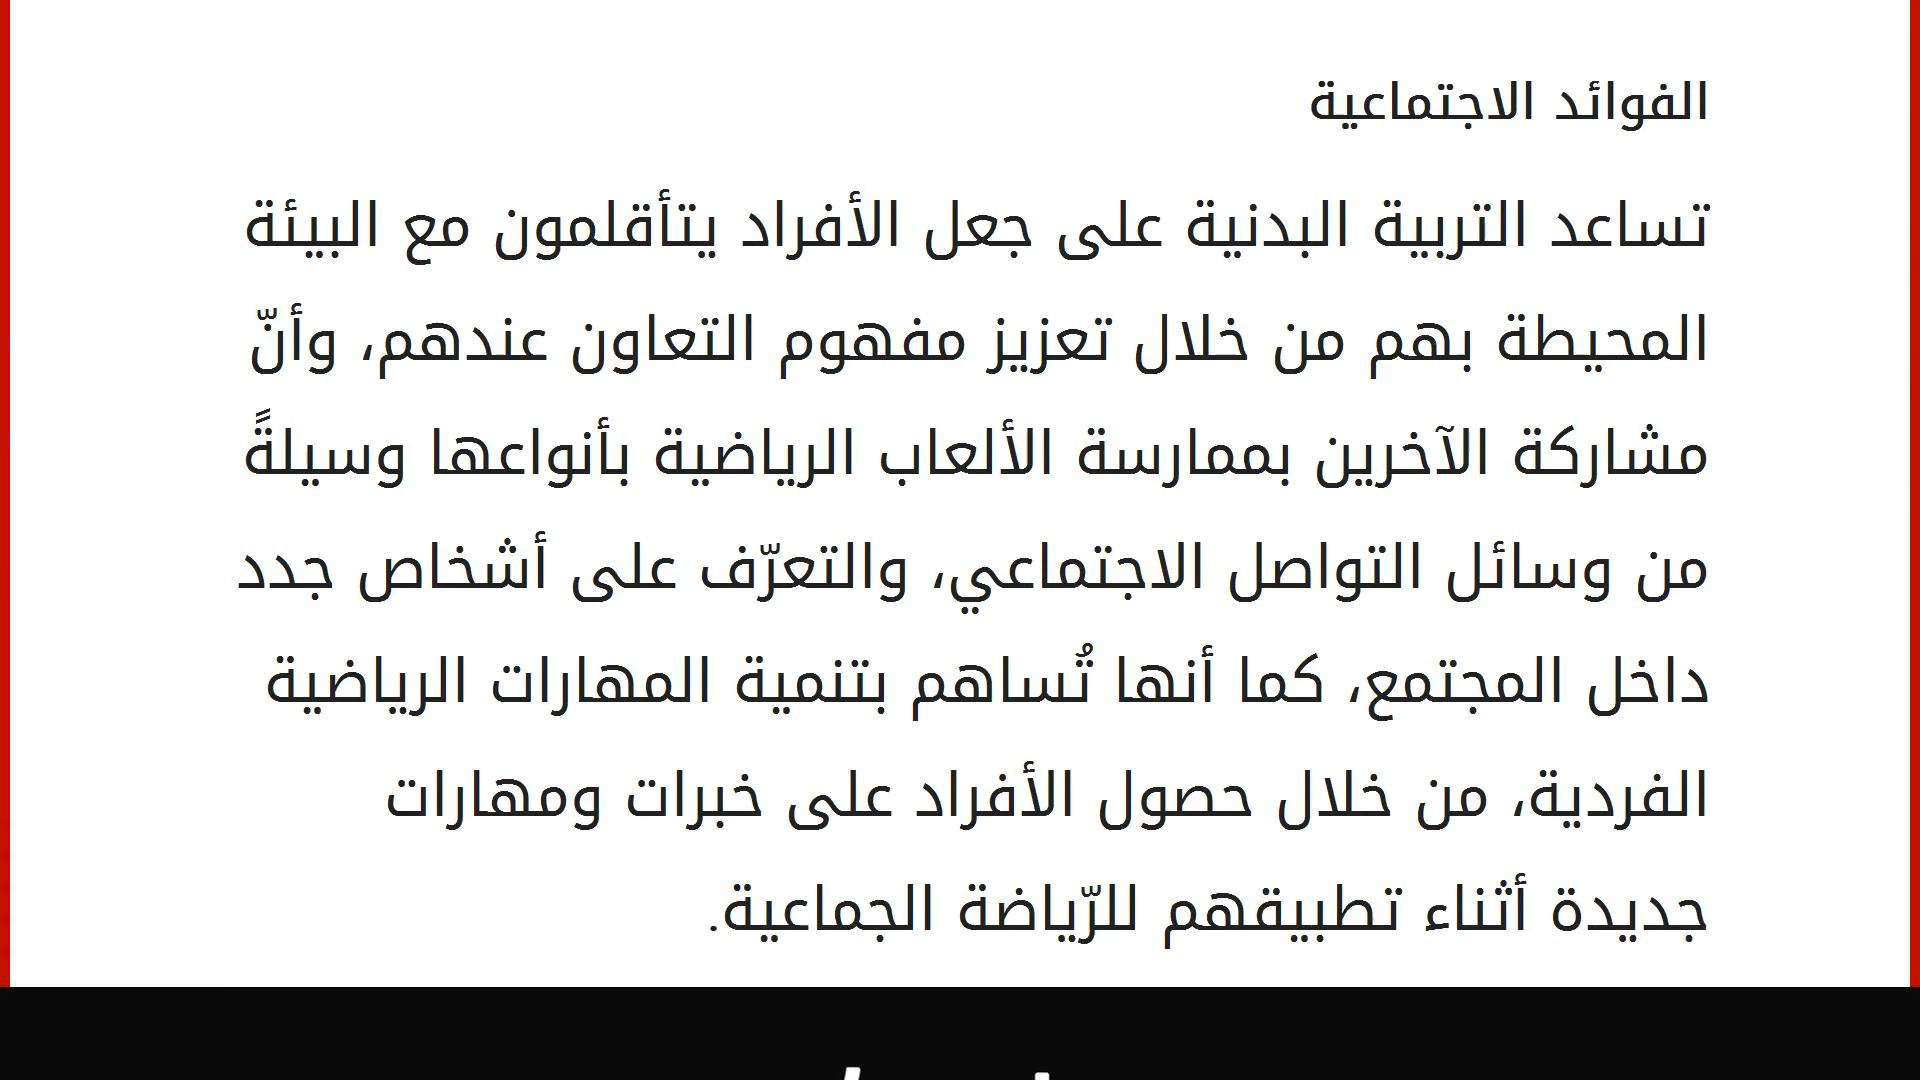 الفوائد الاجتماعية
تساعد التربية البدنية على جعل الأفراد يتأقلمون مع البيئة
المحيطة بهم من خلال تعزيز مفهوم التعاون عندهم، وأنّ
مشاركة الآخرين بممارسة الألعاب الرياضية بأنواعها وسيلةً
من وسائل التواصل الاجتماعي، والتعرّف على أشخاص جدد
داخل المجتمع، كما أنها تُساهم بتنمية المهارات الرياضية
الفردية، من خلال حصول الأفراد على خبرات ومهارات
جديدة أثناء تطبيقهم للرّياضة الجماعية.